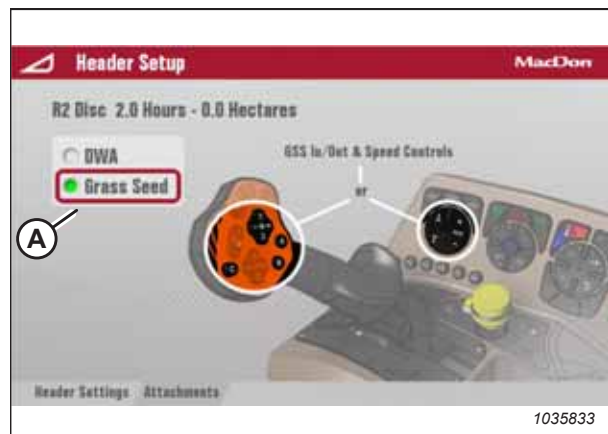 Header Setup
MacDon
R2 Disc 2.0 Hours - 0.0 Hectares
DWA
Grass Seed
GSS In/Out & Speed Controls
or
A
Header Settings Attachments
1035833